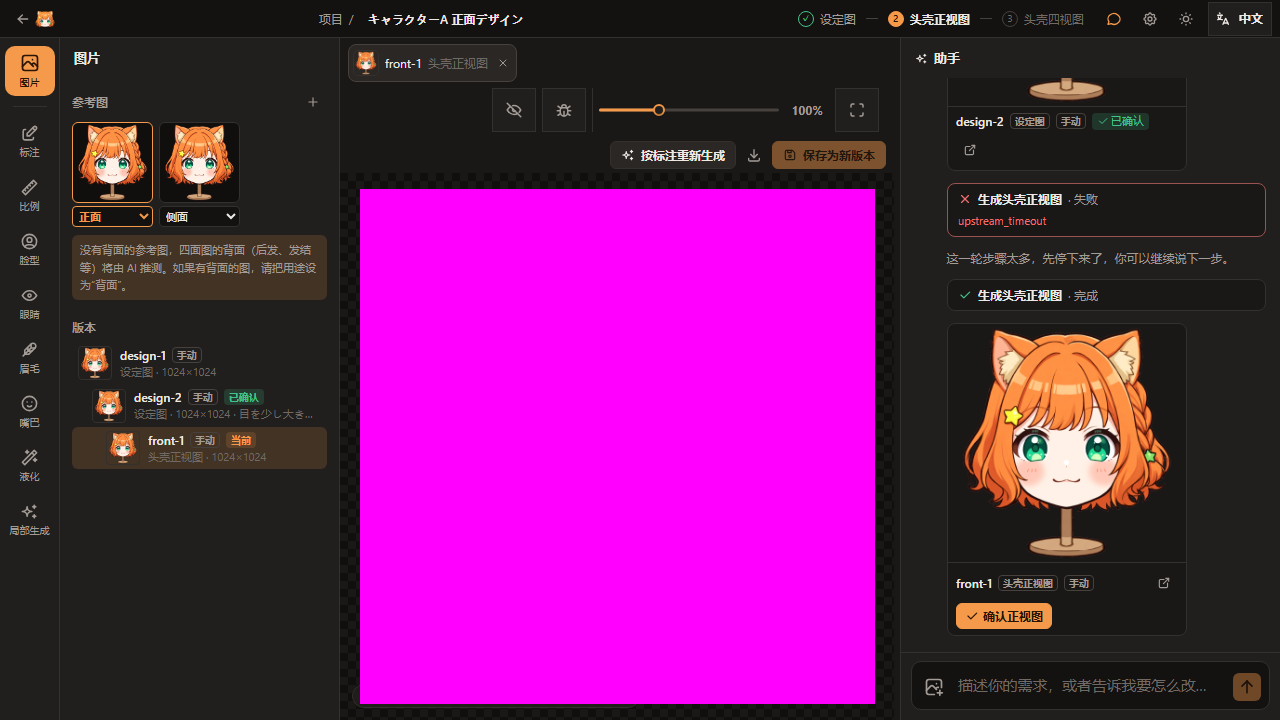 项目 / キャラクターA 正面デザイン
设定图
2 头壳正视图
3 头壳四视图
中文
图片
标注
比例
脸型
眼睛
眉毛
嘴巴
液化
局部生成
图片
参考图
正面
侧面
没有背面的参考图，四面图的背面（后发、发结
等）将由 AI 推测。如果有背面的图，请把用途设
为“背面”。
版本
design-1 手动
设定图 · 1024×1024
design-2 手动 已确认
设定图 · 1024×1024 · 目を少し大き...
front-1 手动 当前
头壳正视图 · 1024×1024
front-1 头壳正视图
100%
按标注重新生成
保存为新版本
助手
design-2 设定图 手动 已确认
生成头壳正视图 · 失败
upstream_timeout
这一轮步骤太多，先停下来了，你可以继续说下一步。
生成头壳正视图 · 完成
front-1 头壳正视图 手动
确认正视图
描述你的需求，或者告诉我要怎么改...